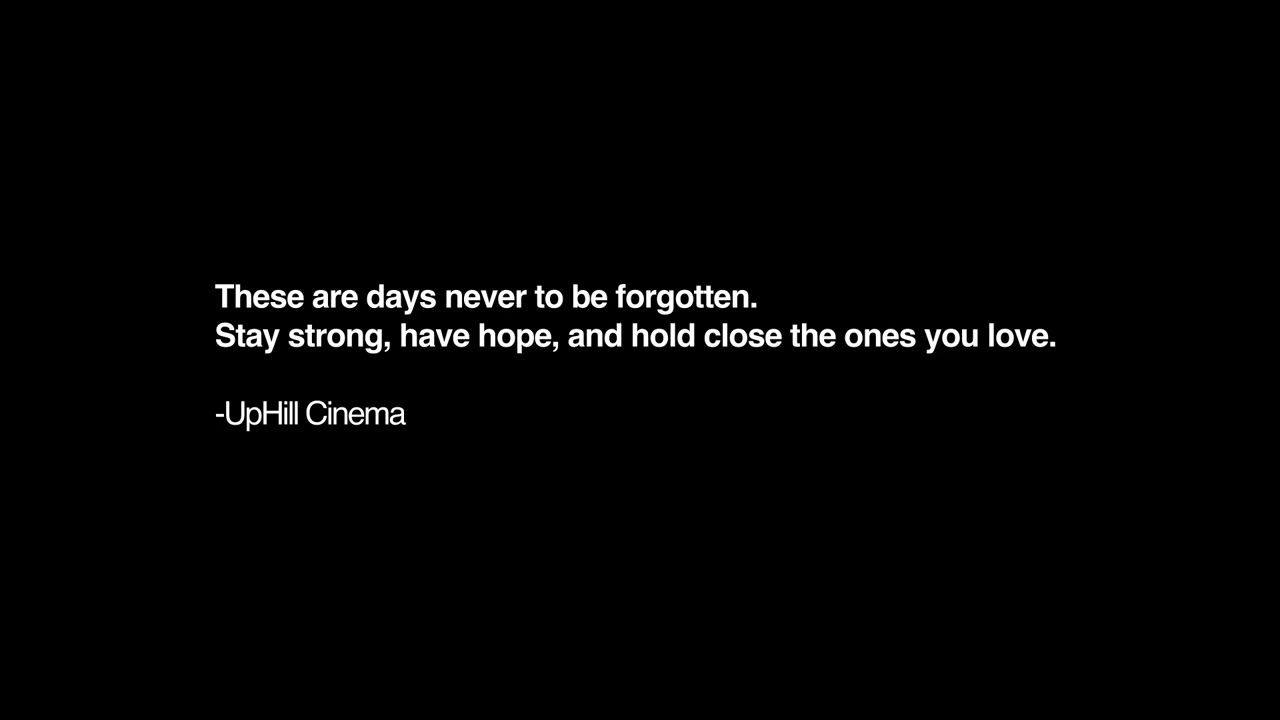 These are days never to be forgotten.
Stay strong, have hope, and hold close the ones you love.
-UpHill Cinema